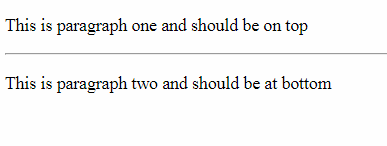 This is paragraph one and should be on top
This is paragraph two and should be at bottom